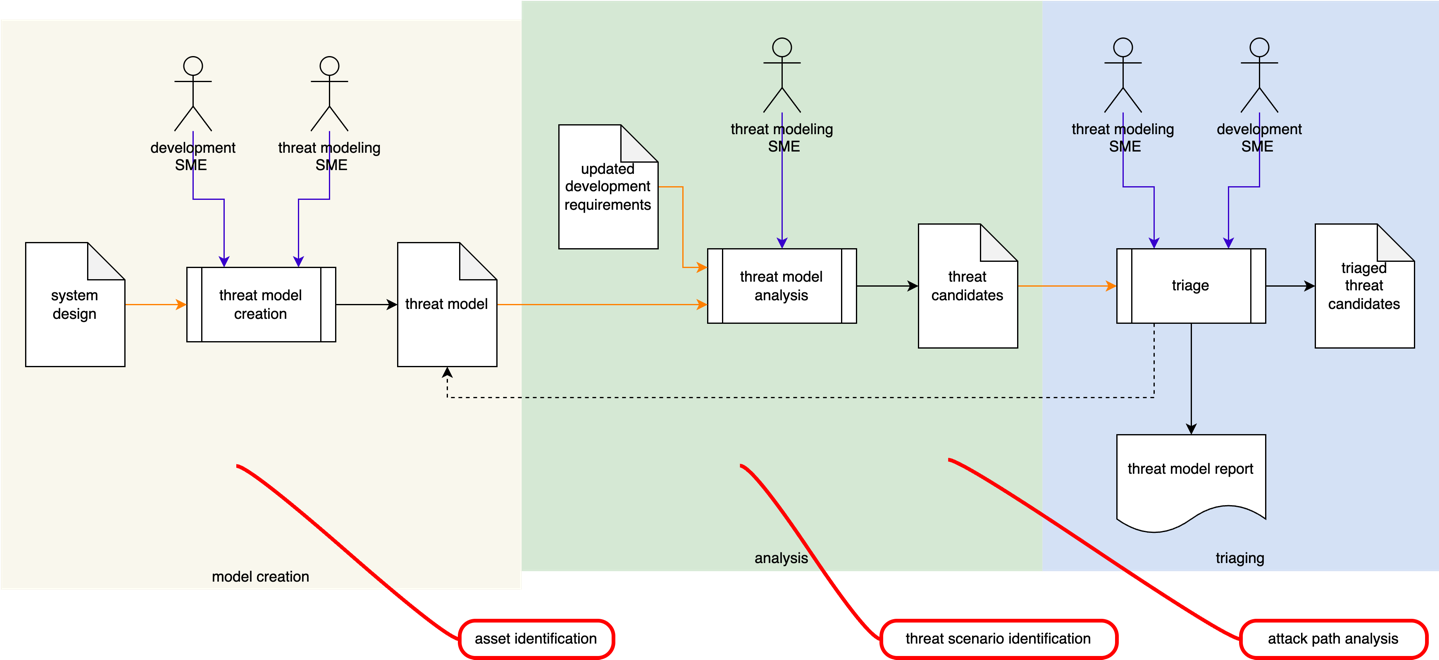 development
SME
threat modeling
SME
system
design
threat model
creation
threat model
model creation
threat modeling
SME
updated
development
requirements
threat model
analysis
threat
candidates
analysis
threat modeling
SME
development
SME
triage
triaged
threat
candidates
threat model report
triaging
asset identification
threat scenario identification
attack path analysis